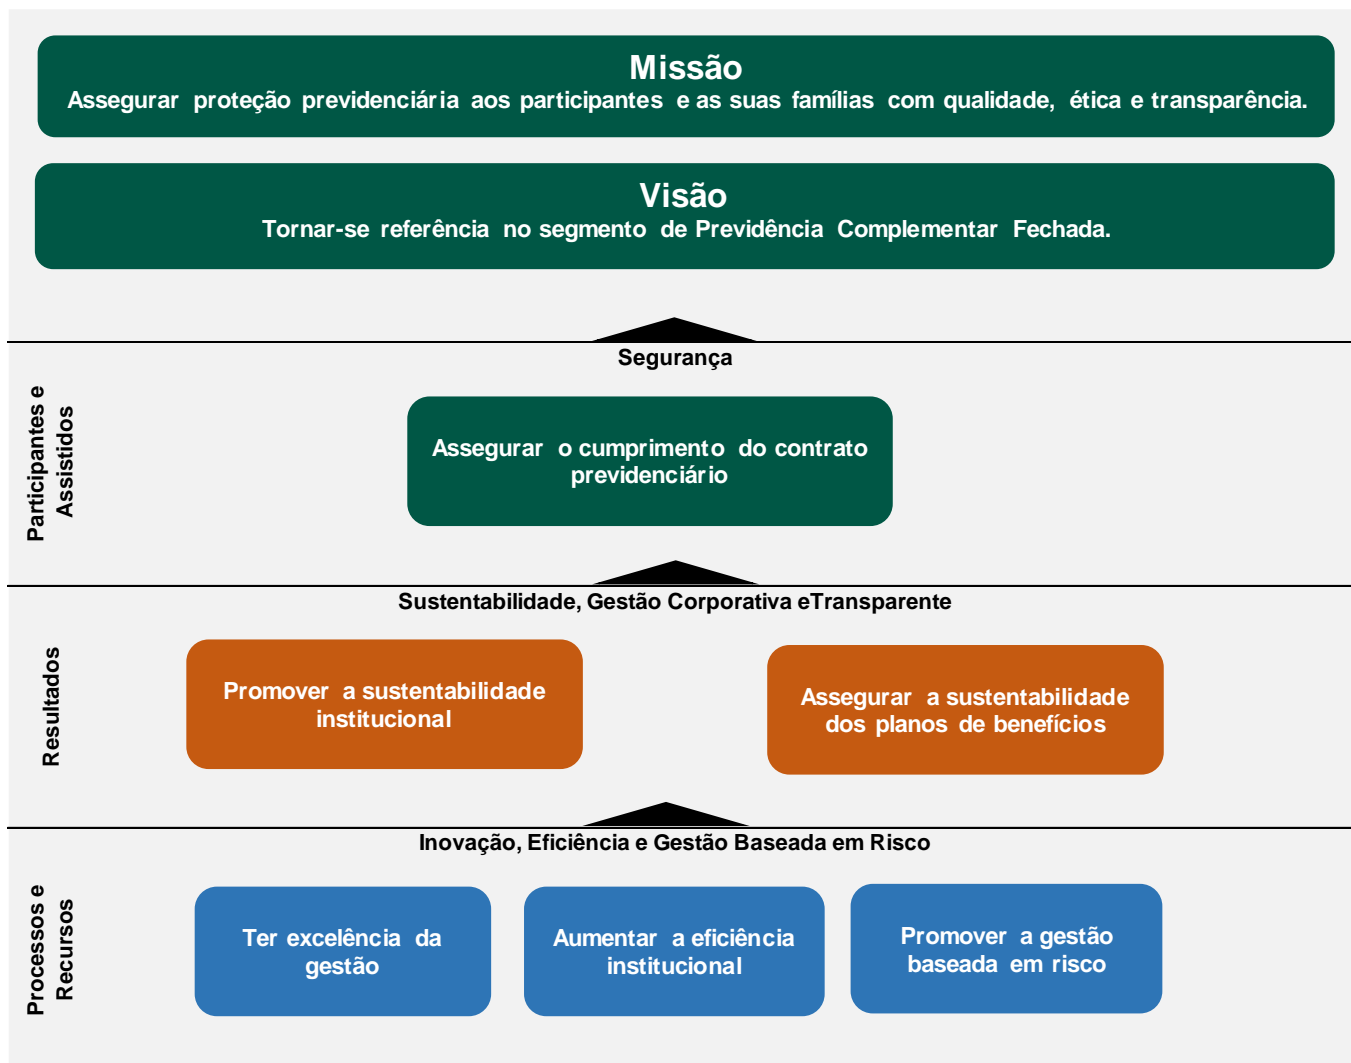 Missão
Assegurar proteção previdenciária aos participantes e as suas famílias com qualidade, ética e transparência.
Visão
Tornar-se referência no segmento de Previdência Complementar Fechada.
Segurança
Participantes e
Assistidos
Assegurar o cumprimento do contrato
previdenciário
Sustentabilidade, Gestão Corporativa eTransparente
Resultados
Promover a sustentabilidade
institucional
Assegurar a sustentabilidade
dos planos de benefícios
Inovação, Eficiência e Gestão Baseada em Risco
Processos e
Recursos
Ter excelência da
gestão
Aumentar a eficiência
institucional
Promover a gestão
baseada em risco